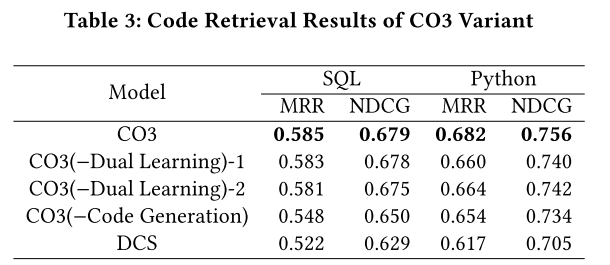 Table 3: Code Retrieval Results of CO3 Variant
Model SQL Python
MRR NDCG MRR NDCG
CO3 0.585 0.679 0.682 0.756
CO3(−Dual Learning)-1 0.583 0.678 0.660 0.740
CO3(−Dual Learning)-2 0.581 0.675 0.664 0.742
CO3(−Code Generation) 0.548 0.650 0.654 0.734
DCS 0.522 0.629 0.617 0.705